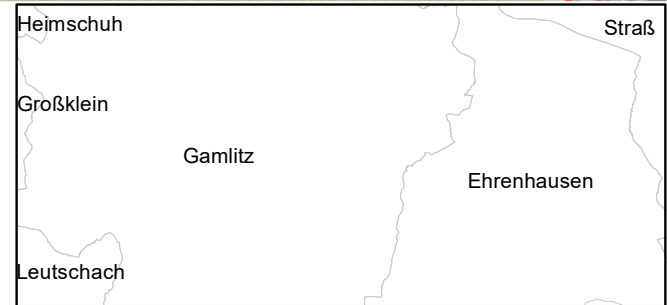 Heimschuh
Straß
Großklein
Gamlitz
Ehrenhausen
Leutschach